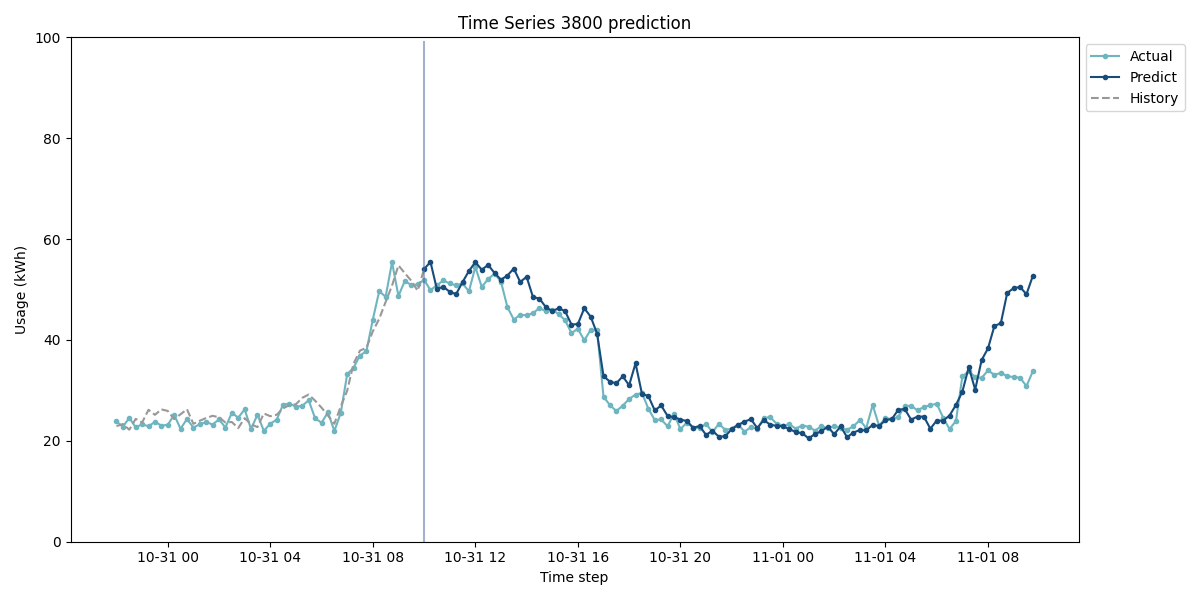 Time Series 3800 prediction
Usage (kWh)
100
80
60
40
20
0
10-31 00
10-31 04
10-31 08
10-31 12
10-31 16
10-31 20
11-01 00
11-01 04
11-01 08
Time step
Actual
Predict
History